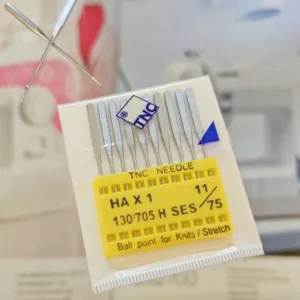 TNC
TNC NEEDLE
HA X 1 11/75
130/705 H SES
Ball point for Knits / Stretch